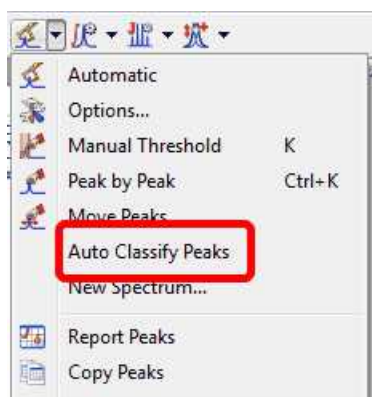 Automatic
Options...
Manual Threshold K
Peak by Peak Ctrl+K
Move Peaks
Auto Classify Peaks
New Spectrum...
Report Peaks
Copy Peaks